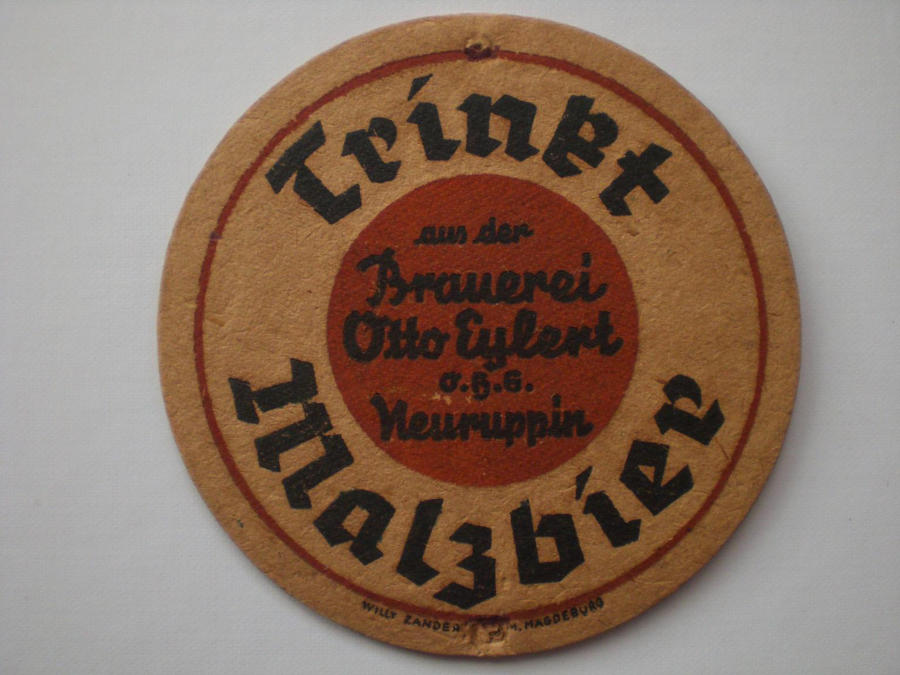 Trinkt
aus der
Brauerei
Otto Eylert
o.H.G.
Neuruppin
Malzbier
WILLY ZANDER M, MAGDEBURG